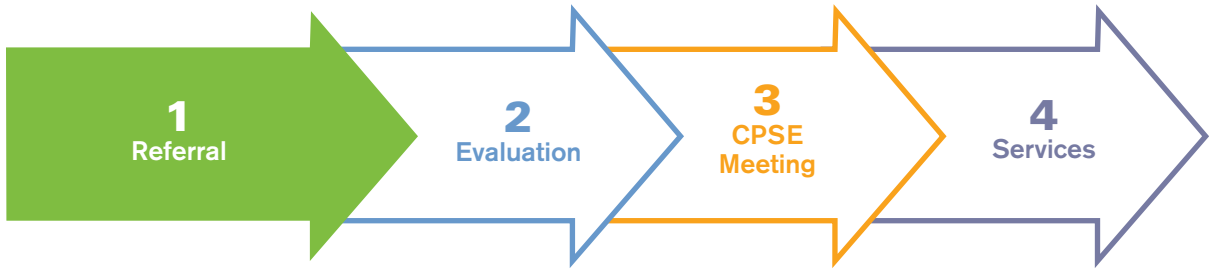 1
Referral
2
Evaluation
3
CPSE
Meeting
4
Services